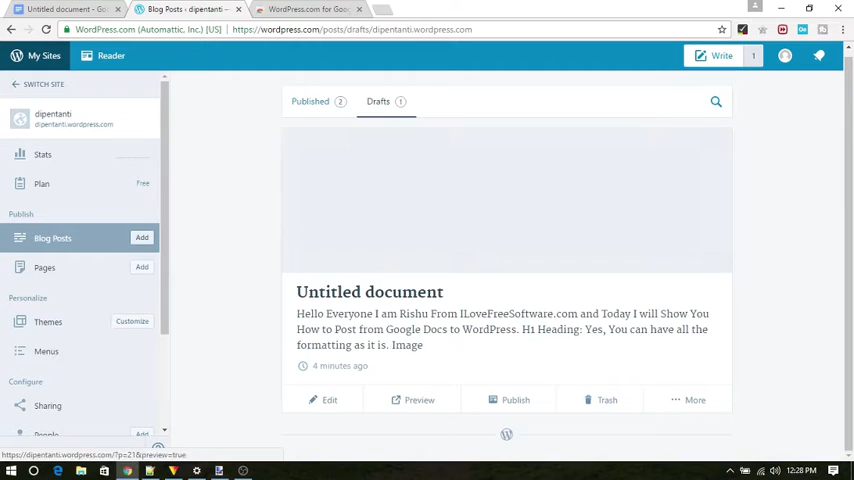 Untitled document - Goo
Blog Posts ‹ dipentanti —
WordPress.com for Goo
WordPress.com (Automattic, Inc.) [US]
https://wordpress.com/posts/drafts/dipentanti.wordpress.com
My Sites
Reader
Write
1
SWITCH SITE
dipentanti
dipentanti.wordpress.com
Stats
Plan
Free
Publish
Blog Posts
Add
Pages
Add
Personalize
Themes
Customize
Menus
Configure
Sharing
People
Add
Published 2
Drafts 1
Untitled document
Hello Everyone I am Rishu From ILoveFreeSoftware.com and Today I will Show You
How to Post from Google Docs to WordPress. H1 Heading: Yes, You can have all the
formatting as it is. Image
4 minutes ago
Edit
Preview
Publish
Trash
More
https://dipentanti.wordpress.com/?p=21&preview=true
12:28 PM